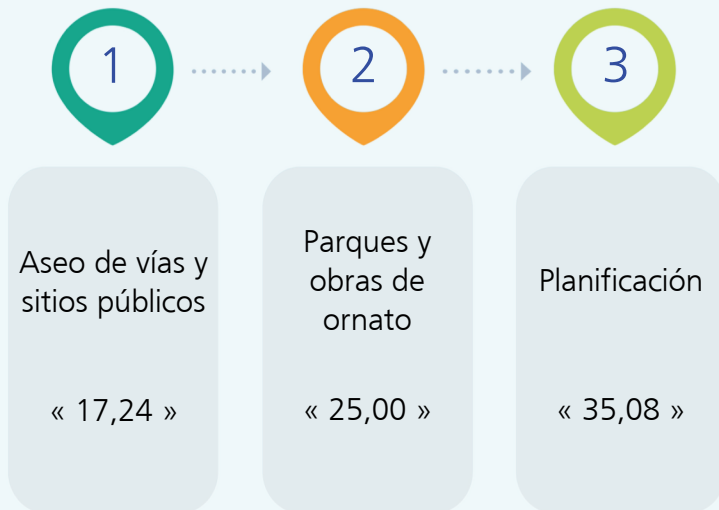 1
2
3
Aseo de vías y
sitios públicos
« 17,24 »
Parques y
obras de
ornato
« 25,00 »
Planificación
« 35,08 »